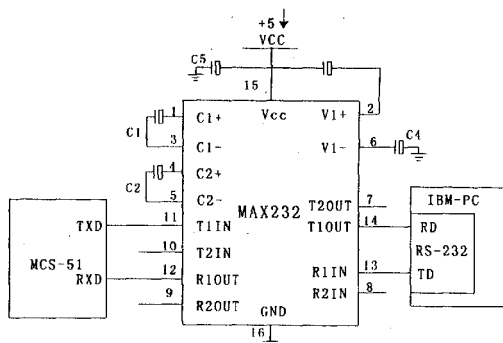 +5
VCC
C5
15
1 C1+ Vcc V1+ 2
C1
3 C1- V1- 6 C4
4 C2+
C2
5 C2- T2OUT 7 IBM-PC
TXD 11 T1IN MAX232 T1OUT 14 RD
10 T2IN RS-232
MCS-51
RXD 12 R1OUT R1IN 13 TD
9 R2OUT R2IN 8
GND
16